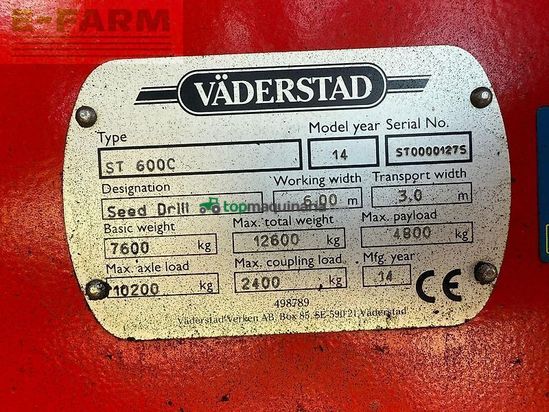 E-FARM
VÄDERSTAD
Type Model year Serial No.
ST 600C 14 ST00001275
Designation Working width Transport width
Seed Drill 6.00 m 3.0 m
topmaquinaria
Basic weight Max. total weight Max. payload
7600 kg 12600 kg 4800 kg
Max. axle load Max. coupling load. Mfg. year
10200 kg 2400 kg 14 CE
498789
Väderstad-Verken AB, Box 85, SE-590 21 Väderstad